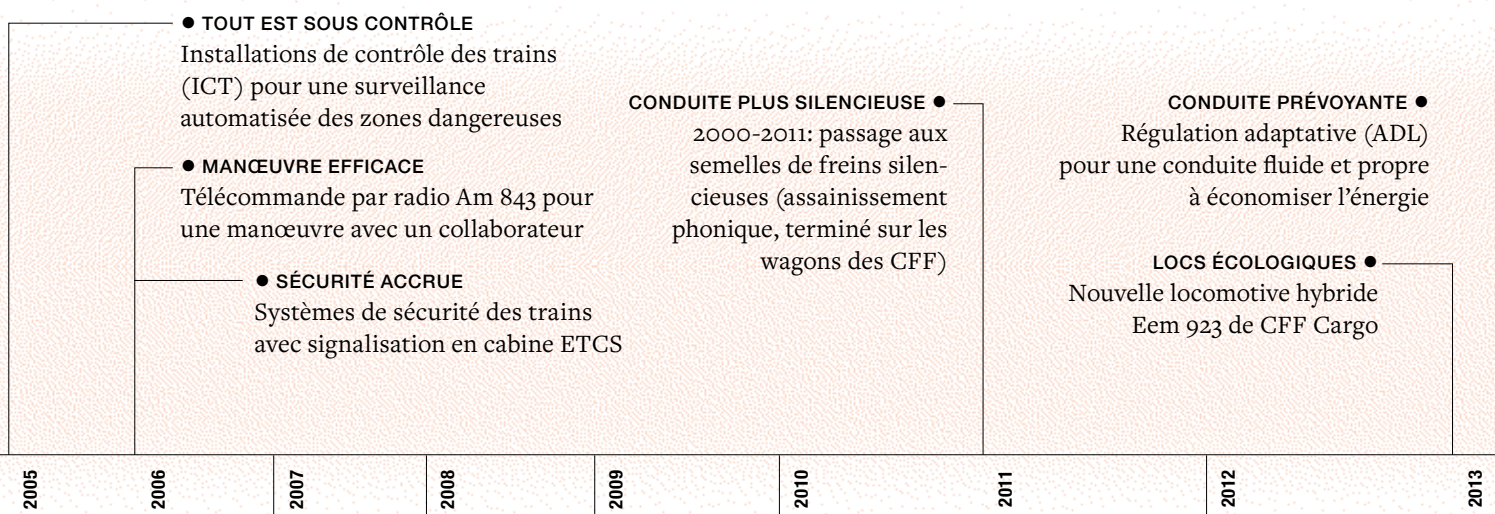 ● TOUT EST SOUS CONTRÔLE
Installations de contrôle des trains
(ICT) pour une surveillance
automatisée des zones dangereuses
● MANŒUVRE EFFICACE
Télécommande par radio Am 843 pour
une manœuvre avec un collaborateur
● SÉCURITÉ ACCRUE
Systèmes de sécurité des trains
avec signalisation en cabine ETCS
CONDUITE PLUS SILENCIEUSE ●
2000-2011: passage aux
semelles de freins silen-
cieuses (assainissement
phonique, terminé sur les
wagons des CFF)
CONDUITE PRÉVOYANTE ●
Régulation adaptative (ADL)
pour une conduite fluide et propre
à économiser l’énergie
LOCS ÉCOLOGIQUES ●
Nouvelle locomotive hybride
Eem 923 de CFF Cargo
2005
2006
2007
2008
2009
2010
2011
2012
2013